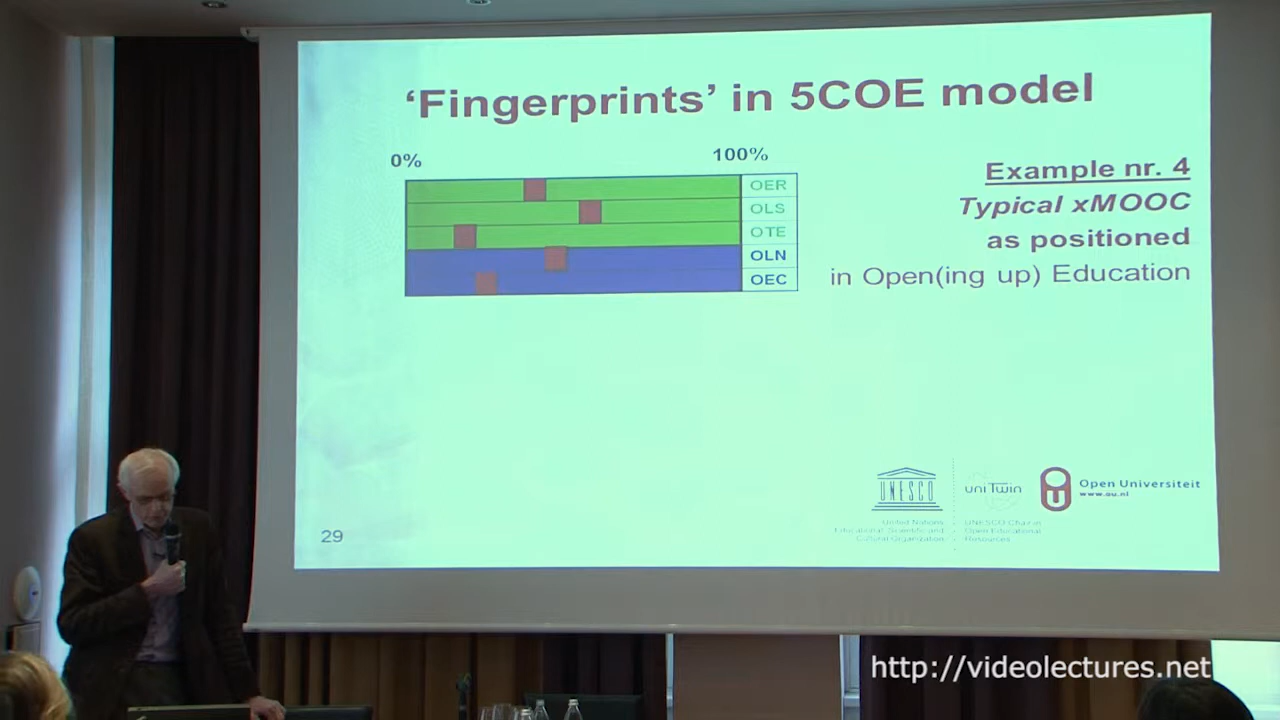 ‘Fingerprints’ in 5COE model
0%
100%
OER
OLS
OTE
OLN
OEC
Example nr. 4
Typical xMOOC
as positioned
in Open(ing up) Education
UNESCO
United Nations
Educational, Scientific and
Cultural Organization
uniTwin
UNESCO Chair in
Open Educational
Resources
Open Universiteit
www.ou.nl
29
http://videolectures.net